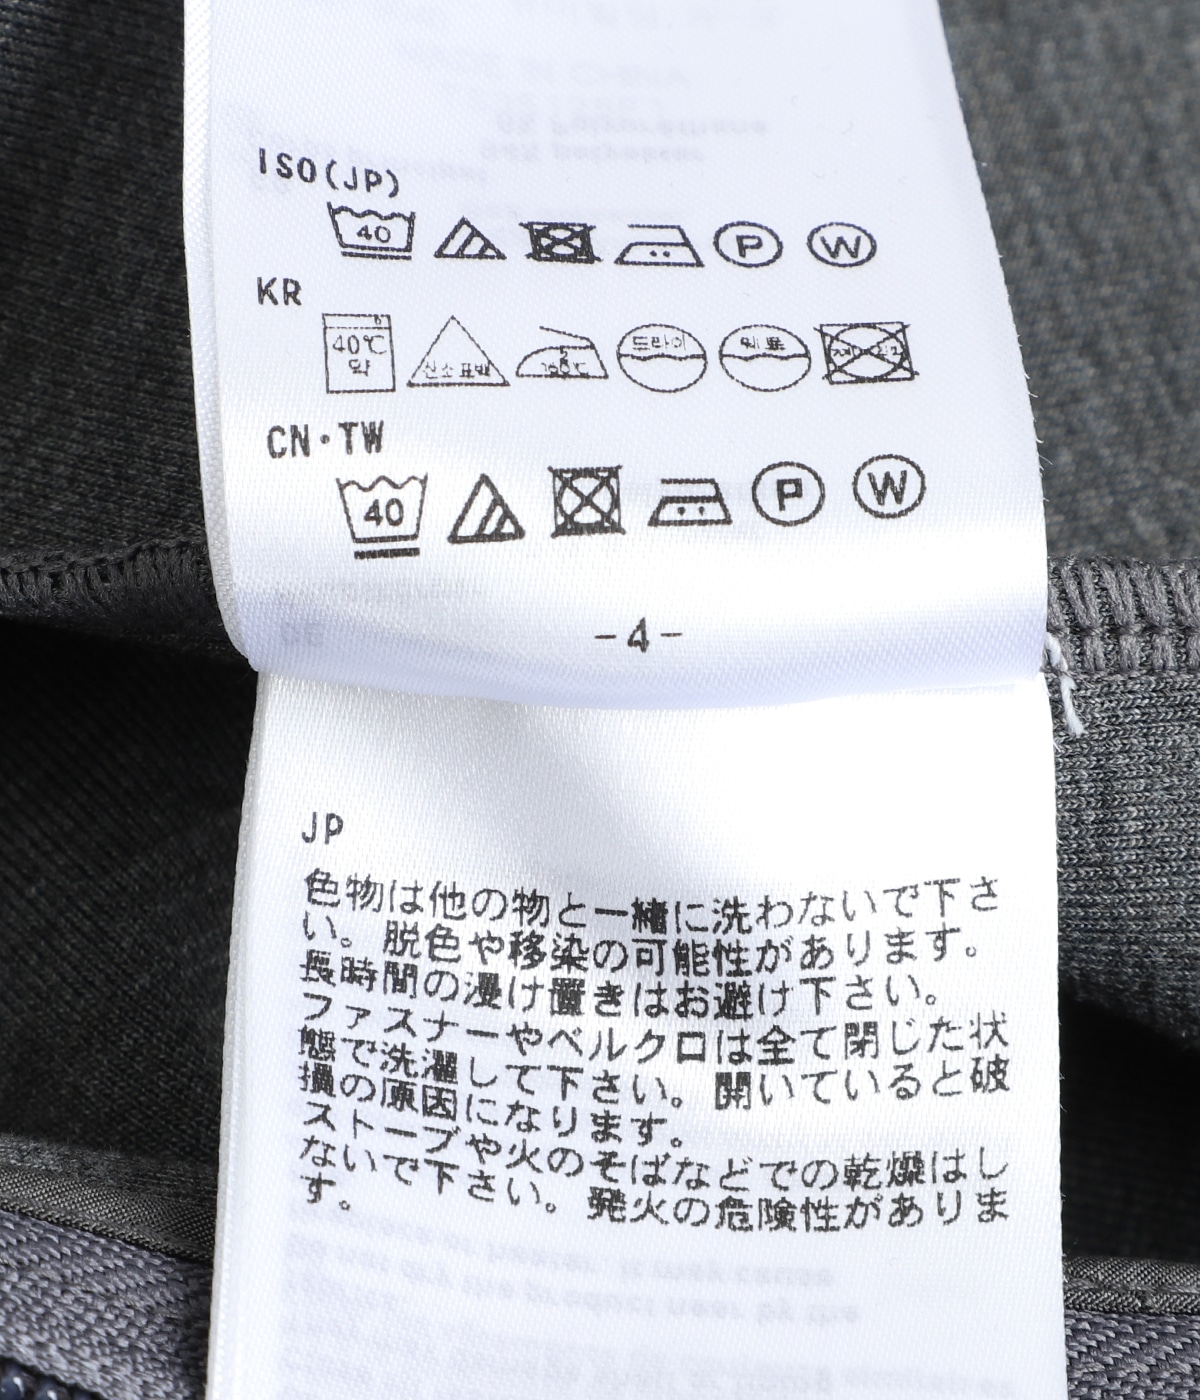 ISO(JP)
40 P W
KR
40℃
약 산소 표백 드라이
CN・TW
40 P W
-4-
JP
色物は他の物と一緒に洗わないで下さ
い。脱色や移染の可能性があります。
長時間の浸け置きはお避け下さい。
ファスナーやベルクロは全て閉じた状
態で洗濯して下さい。開いていると破
損の原因になります。
ストーブや火のそばなどでの乾燥はし
ないで下さい。発火の危険性がありま
す。